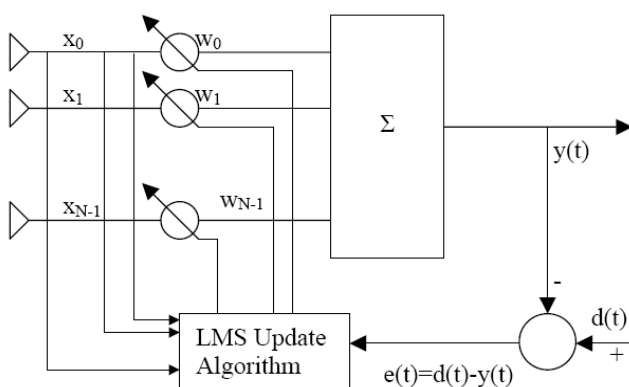 x₀
w₀
x₁
w₁
Σ
y(t)
xN-1
wN-1
-
d(t)
+
LMS Update
Algorithm
e(t)=d(t)-y(t)